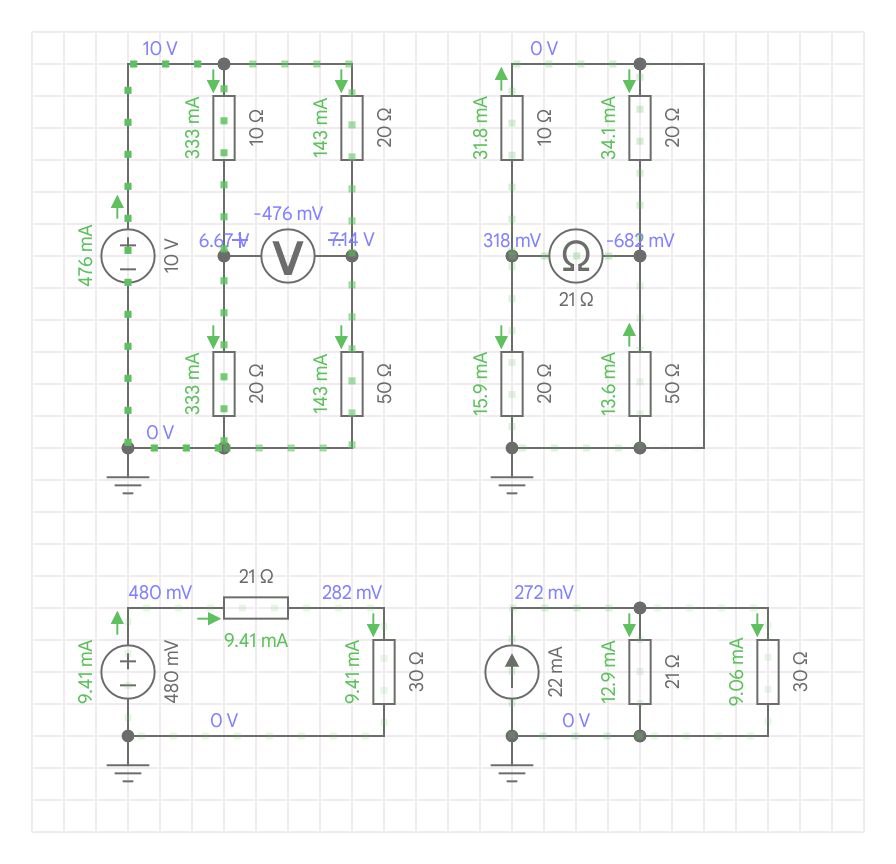 10 V
0 V
333 mA
10 Ω
143 mA
20 Ω
31.8 mA
10 Ω
34.1 mA
20 Ω
-476 mV
476 mA
+
−
10 V
6.67 V
+
V
−
7.14 V
318 mV
Ω
-682 mV
21 Ω
333 mA
20 Ω
143 mA
50 Ω
15.9 mA
20 Ω
13.6 mA
50 Ω
0 V
21 Ω
480 mV
282 mV
272 mV
9.41 mA
9.41 mA
+
−
480 mV
9.41 mA
30 Ω
22 mA
12.9 mA
21 Ω
9.06 mA
30 Ω
0 V
0 V